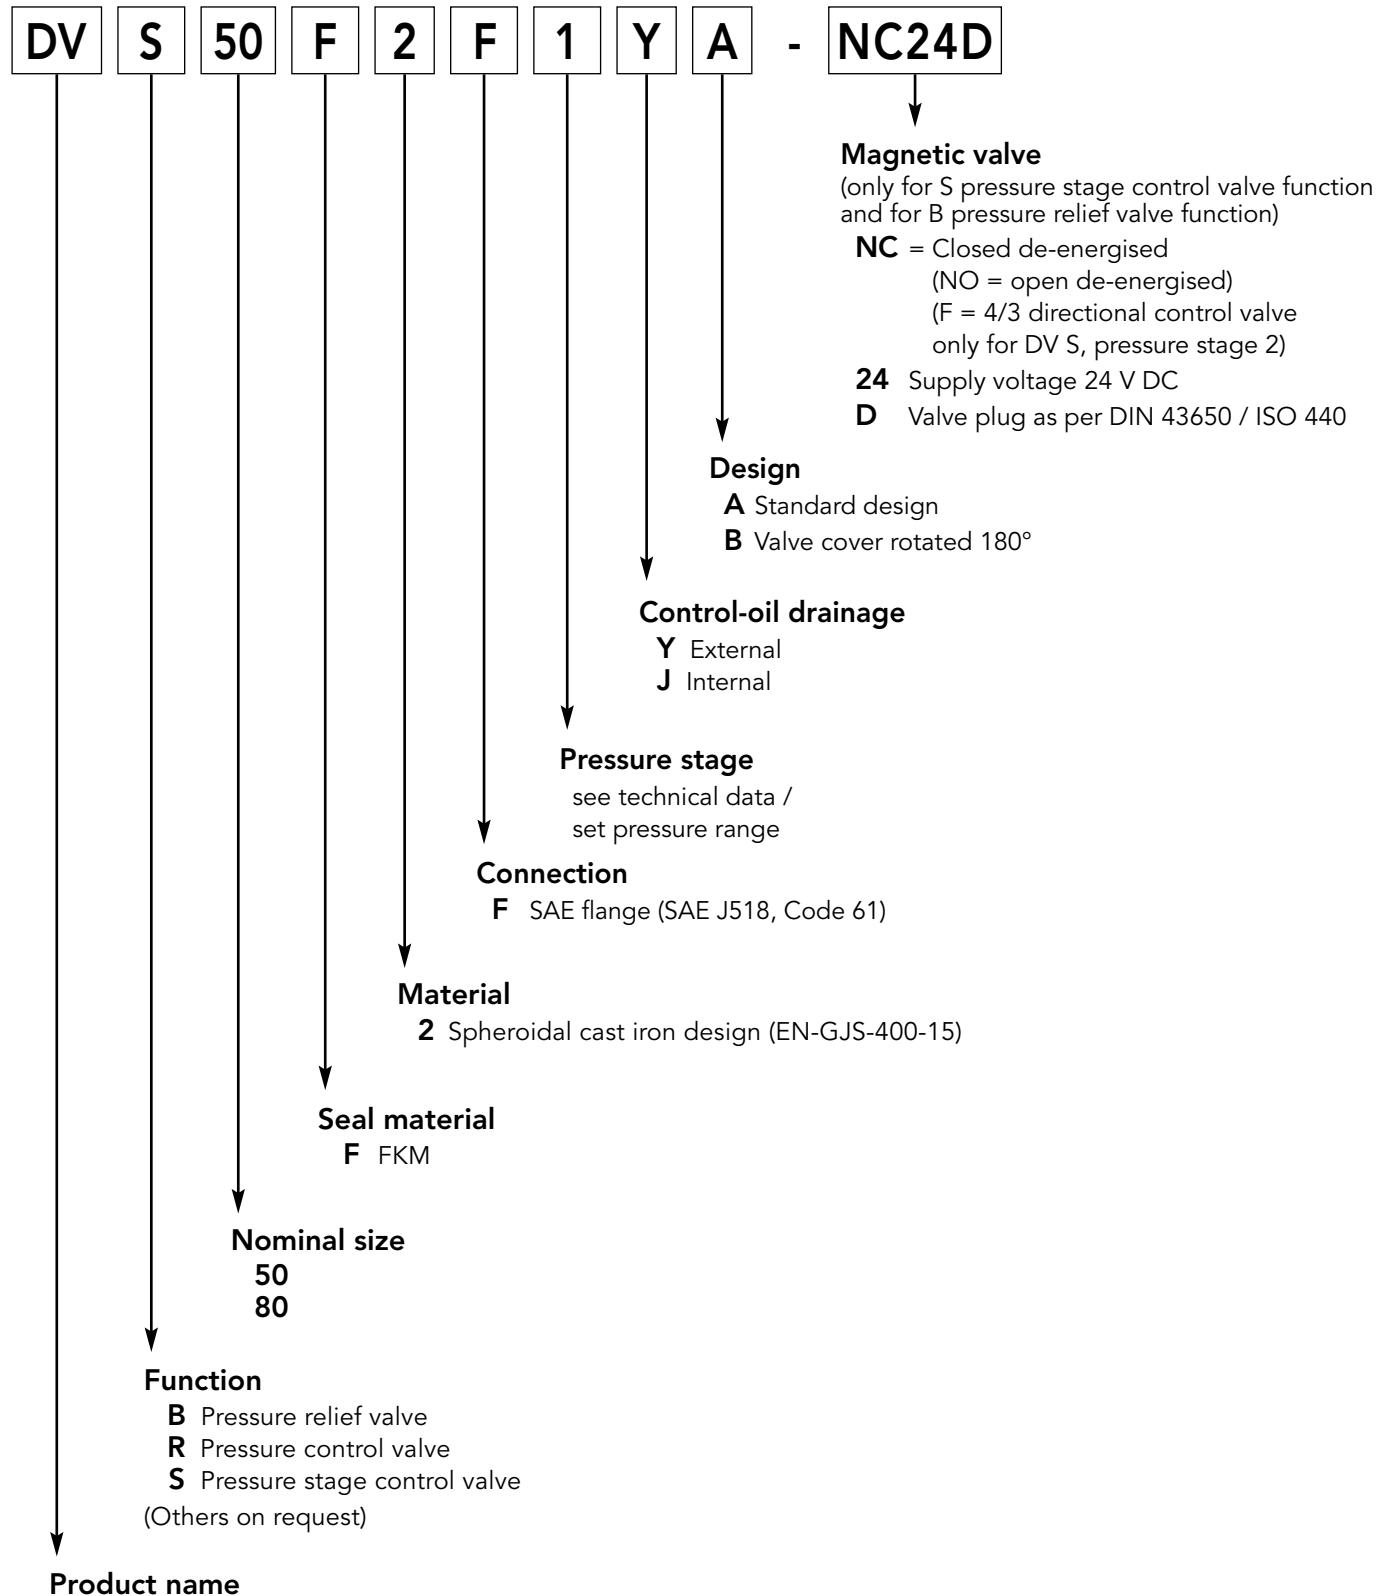 DV S 50 F 2 F 1 Y A - NC24D
Magnetic valve
(only for S pressure stage control valve function
and for B pressure relief valve function)
NC = Closed de-energised
(NO = open de-energised)
(F = 4/3 directional control valve
only for DV S, pressure stage 2)
24 Supply voltage 24 V DC
D Valve plug as per DIN 43650 / ISO 440
Design
A Standard design
B Valve cover rotated 180°
Control-oil drainage
Y External
J Internal
Pressure stage
see technical data /
set pressure range
Connection
F SAE flange (SAE J518, Code 61)
Material
2 Spheroidal cast iron design (EN-GJS-400-15)
Seal material
F FKM
Nominal size
50
80
Function
B Pressure relief valve
R Pressure control valve
S Pressure stage control valve
(Others on request)
Product name